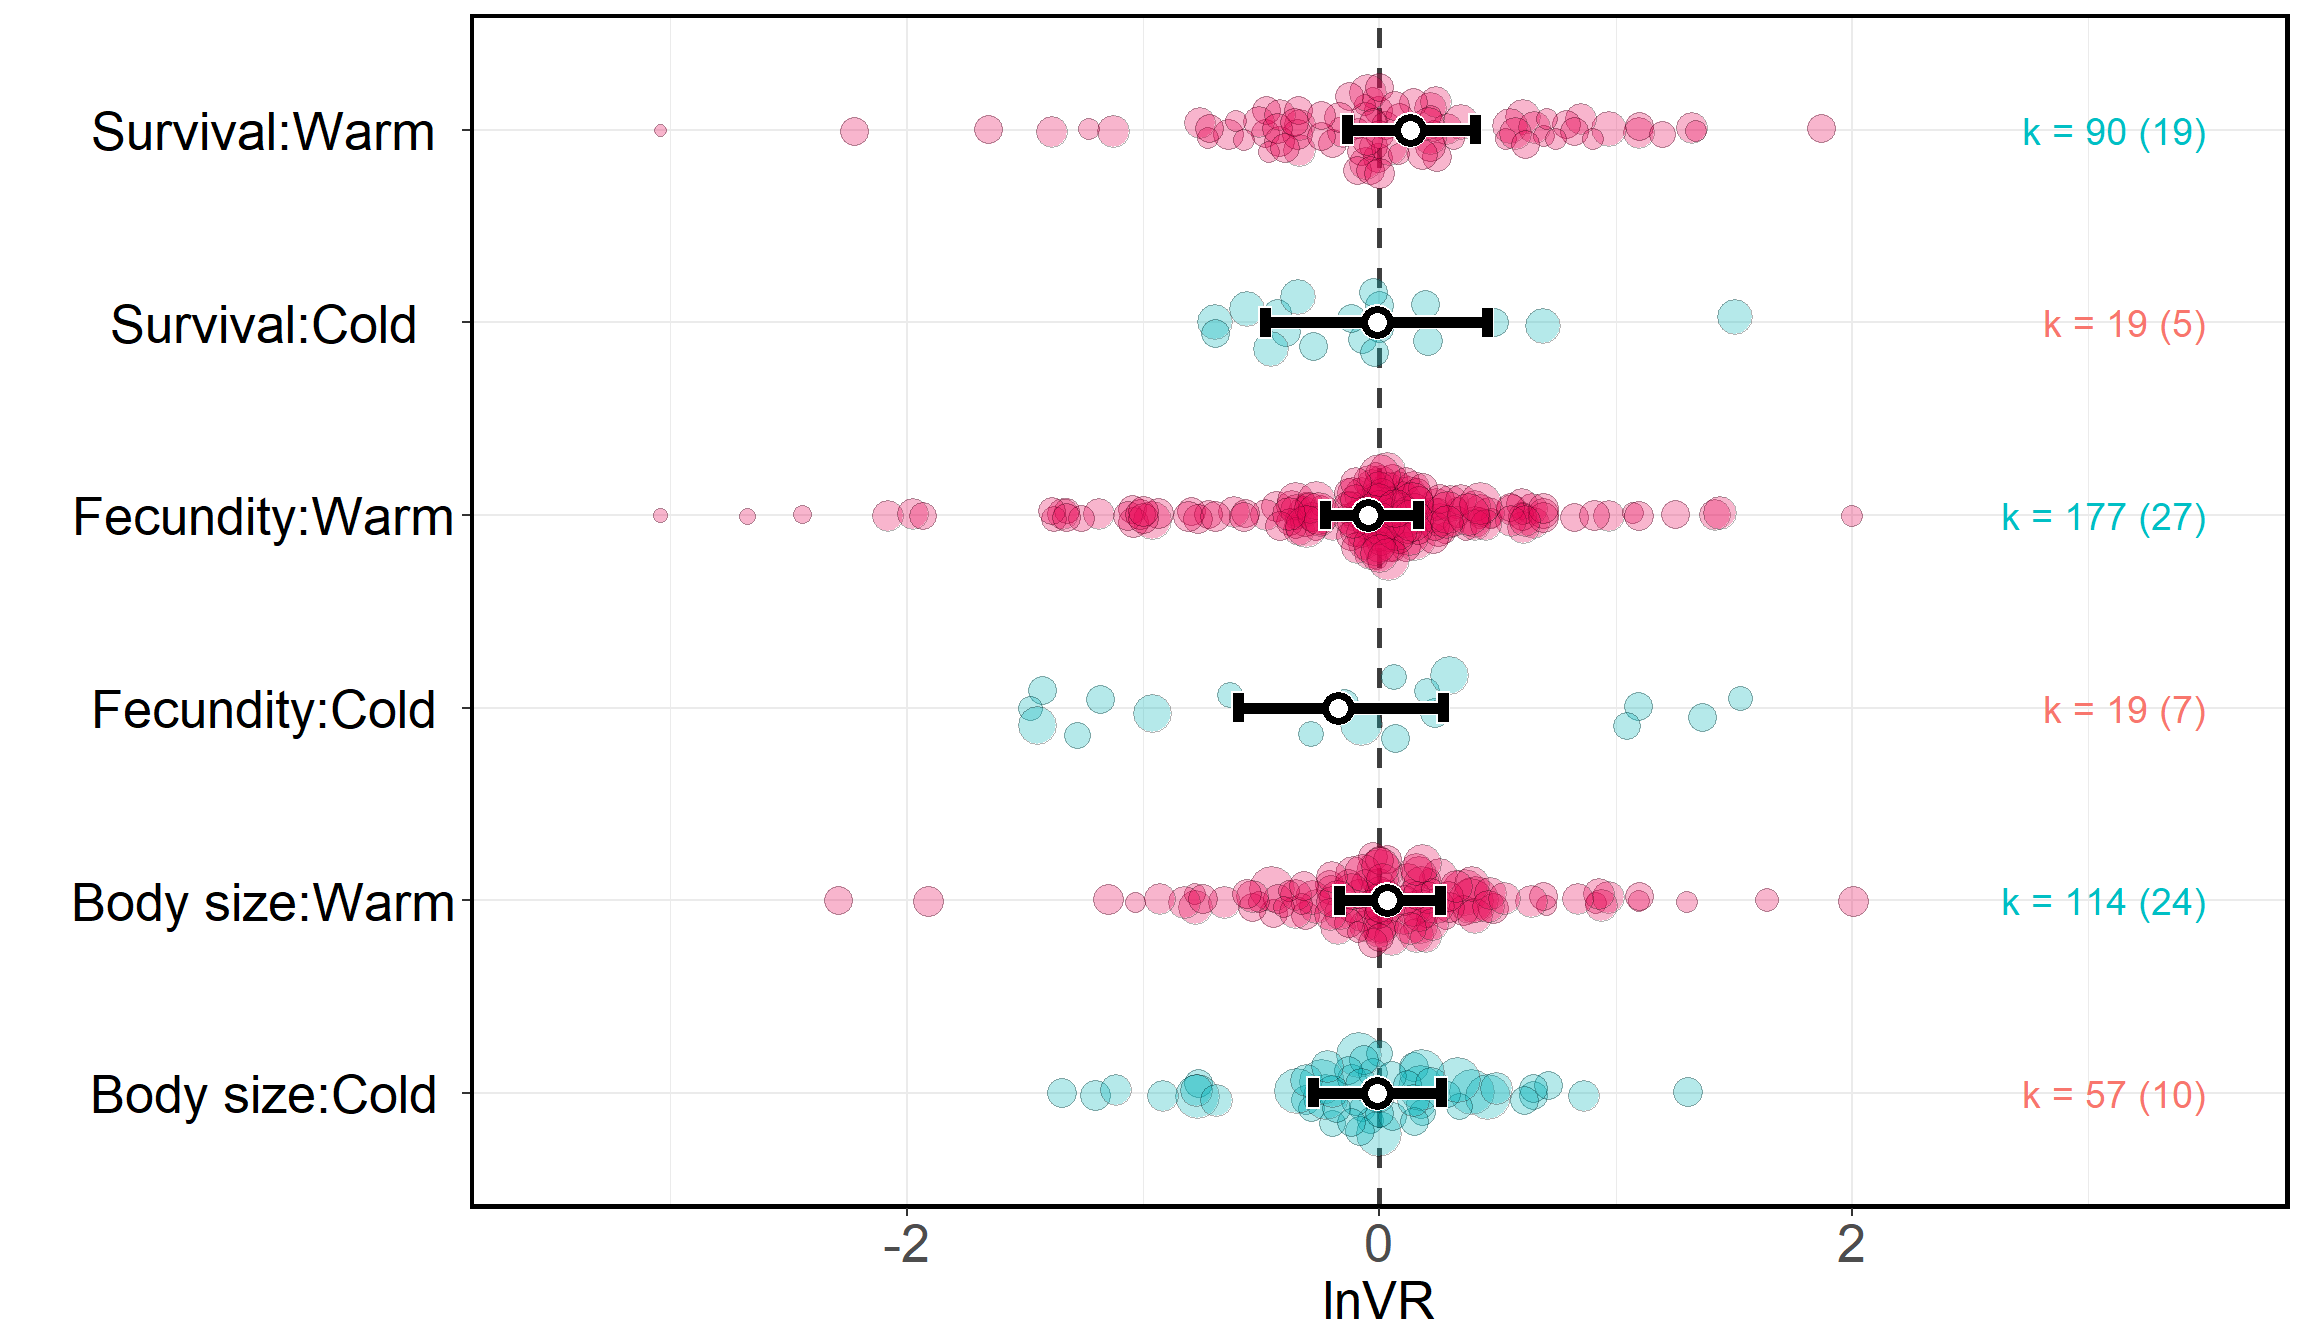 Survival:Warm k = 90 (19)
Survival:Cold k = 19 (5)
Fecundity:Warm k = 177 (27)
Fecundity:Cold k = 19 (7)
Body size:Warm k = 114 (24)
Body size:Cold k = 57 (10)
-2 0 2
lnVR